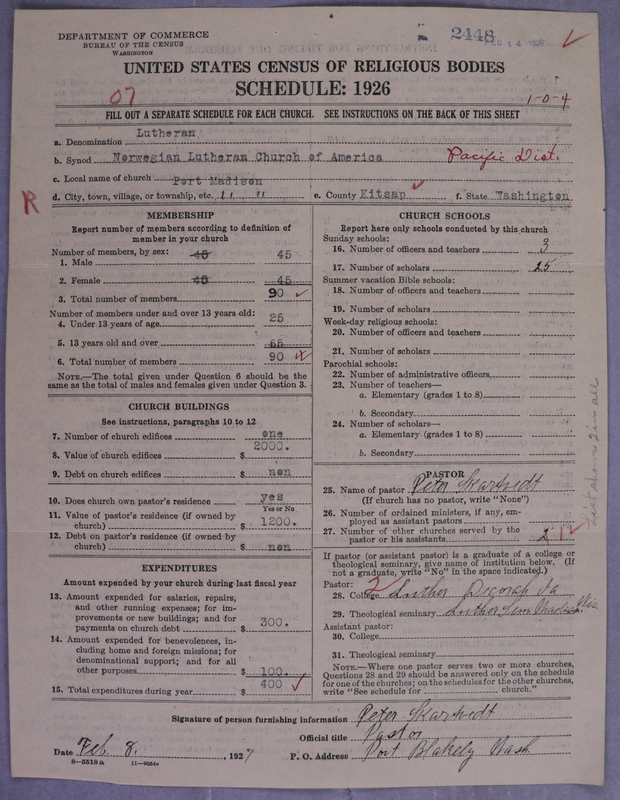 DEPARTMENT OF COMMERCE
BUREAU OF THE CENSUS
WASHINGTON
2448
UNITED STATES CENSUS OF RELIGIOUS BODIES
SCHEDULE: 1926
07
1-0-4
FILL OUT A SEPARATE SCHEDULE FOR EACH CHURCH. SEE INSTRUCTIONS ON THE BACK OF THIS SHEET
a. Denomination Lutheran
b. Synod Norwegian Lutheran Church of America Pacific Dist.
c. Local name of church Port Madison
d. City, town, village, or township, etc. " " e. County Kitsap f. State Washington
R
MEMBERSHIP
Report number of members according to definition of
member in your church
Number of members, by sex:
1. Male 45 45
2. Female 45 45
3. Total number of members 90
Number of members under and over 13 years old:
4. Under 13 years of age 25
5. 13 years old and over 65
6. Total number of members 90
NOTE.—The total given under Question 6 should be
same as the total of males and females given under Question 3.
CHURCH BUILDINGS
See instructions, paragraphs 10 to 12
7. Number of church edifices one
8. Value of church edifices $ 2000.
9. Debt on church edifices $ non
10. Does church own pastor's residence yes
Yes or No
11. Value of pastor's residence (if owned by
church) $ 1200.
12. Debt on pastor's residence (if owned by
church) $ non
EXPENDITURES
Amount expended by your church during last fiscal year
13. Amount expended for salaries, repairs,
and other running expenses; for im-
provements or new buildings; and for
payments on church debt $ 300.
14. Amount expended for benevolences, in-
cluding home and foreign missions; for
denominational support; and for all
other purposes $ 100.
15. Total expenditures during year $ 400
CHURCH SCHOOLS
Report here only schools conducted by this church
Sunday schools:
16. Number of officers and teachers 3
17. Number of scholars 25
Summer vacation Bible schools:
18. Number of officers and teachers
19. Number of scholars
Week-day religious schools:
20. Number of officers and teachers
21. Number of scholars
Parochial schools:
22. Number of administrative officers
23. Number of teachers—
a. Elementary (grades 1 to 8)
b. Secondary
24. Number of scholars—
a. Elementary (grades 1 to 8)
b. Secondary
PASTOR
25. Name of pastor Peter Skartvedt
(If church has no pastor, write "None")
26. Number of ordained ministers, if any, em-
ployed as assistant pastors
27. Number of other churches served by the
pastor or his assistants 2
If pastor (or assistant pastor) is a graduate of a college or
theological seminary, give name of institution below. (If
not a graduate, write "No" in the space indicated.)
Pastor:
28. College Luther Decorah Ia
29. Theological seminary Luther Sem
Assistant pastor:
30. College
31. Theological seminary
NOTE.—Where one pastor serves two or more churches,
Questions 28 and 29 should be answered only on the schedule
for one of the churches; on the schedules for the other churches,
write "See schedule for church."
Signature of person furnishing information Peter Skartvedt
Official title Pastor
Date Feb. 8, 1927 P. O. Address Port Blakely Wash
8—5518 a